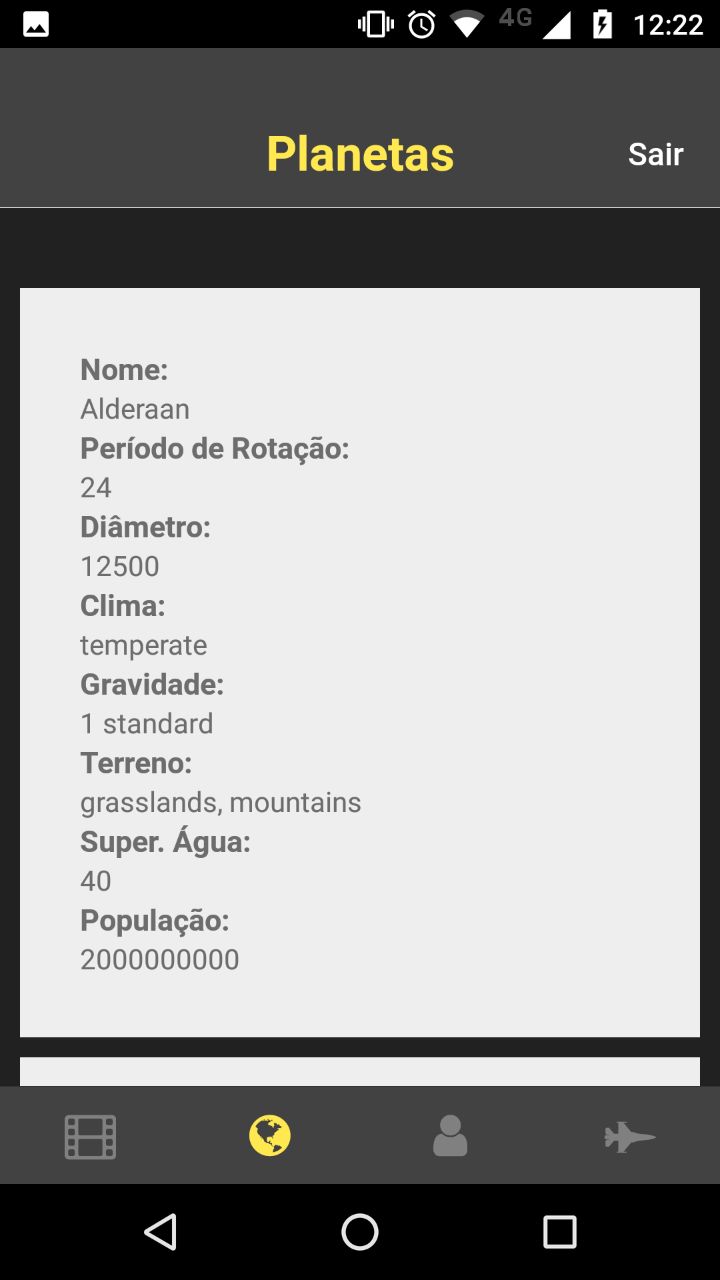 4G 12:22
Planetas
Sair
Nome:
Alderaan
Período de Rotação:
24
Diâmetro:
12500
Clima:
temperate
Gravidade:
1 standard
Terreno:
grasslands, mountains
Super. Água:
40
População:
2000000000